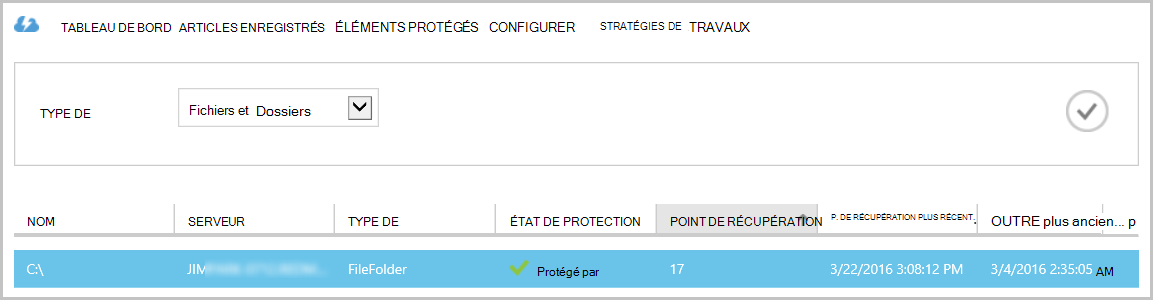 TABLEAU DE BORD ARTICLES ENREGISTRÉS ÉLÉMENTS PROTÉGÉS CONFIGURER STRATÉGIES DE TRAVAUX
TYPE DE Fichiers et Dossiers
NOM SERVEUR TYPE DE ÉTAT DE PROTECTION POINT DE RÉCUPÉRATION P. DE RÉCUPÉRATION PLUS RÉCENT. OUTRE plus ancien... p
C:\ JIM FileFolder Protégé par 17 3/22/2016 3:08:12 PM 3/4/2016 2:35:05 AM